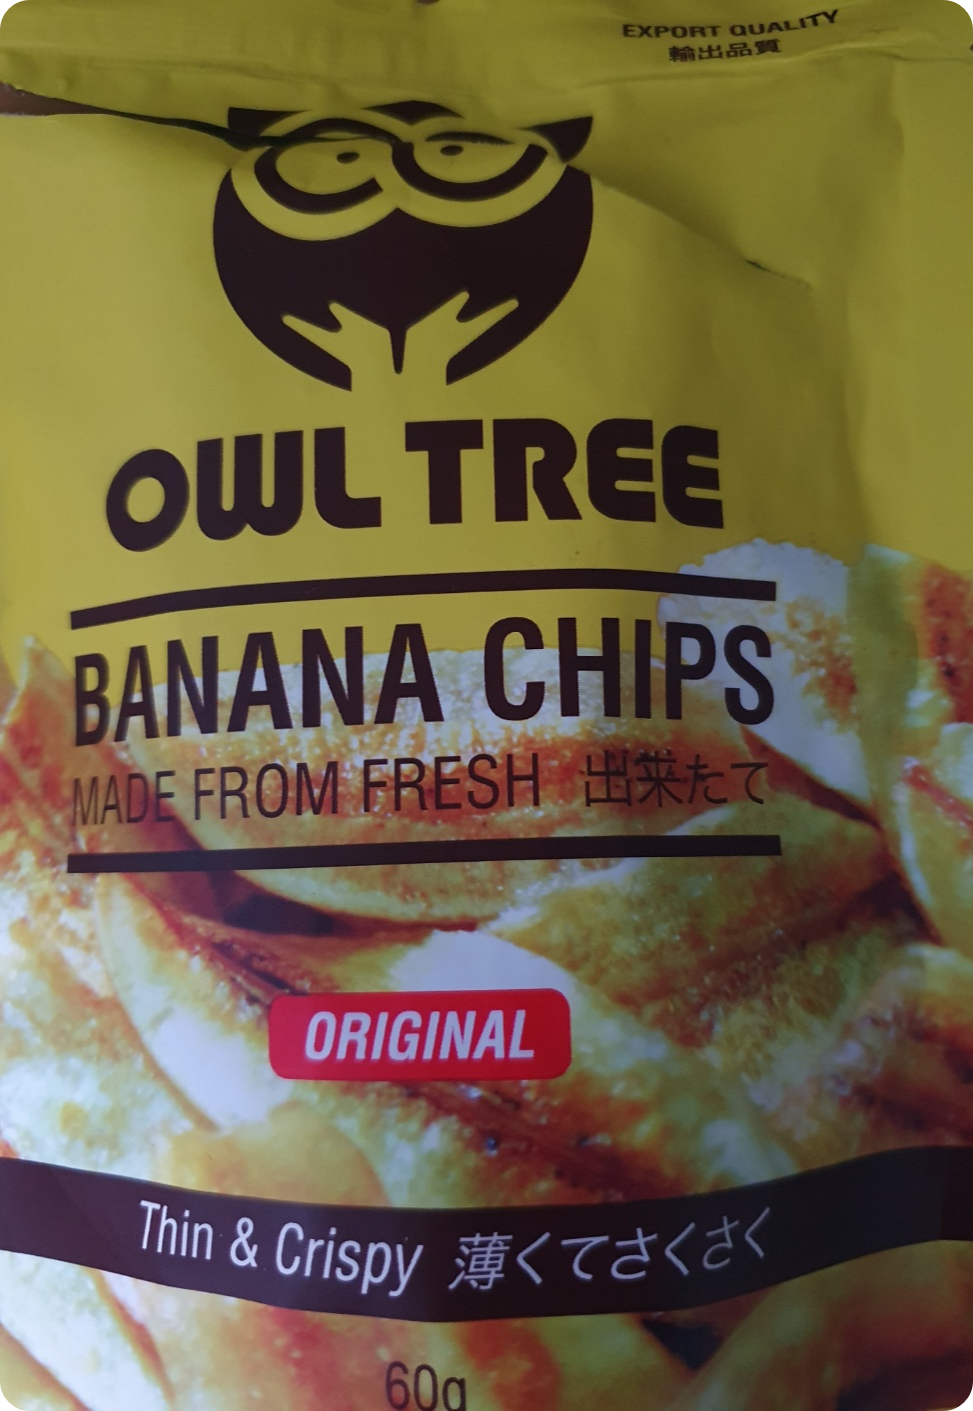 EXPORT QUALITY
輸出品質
OWL TREE
BANANA CHIPS
MADE FROM FRESH 出来たて
ORIGINAL
Thin & Crispy 薄くてさくさく
60g